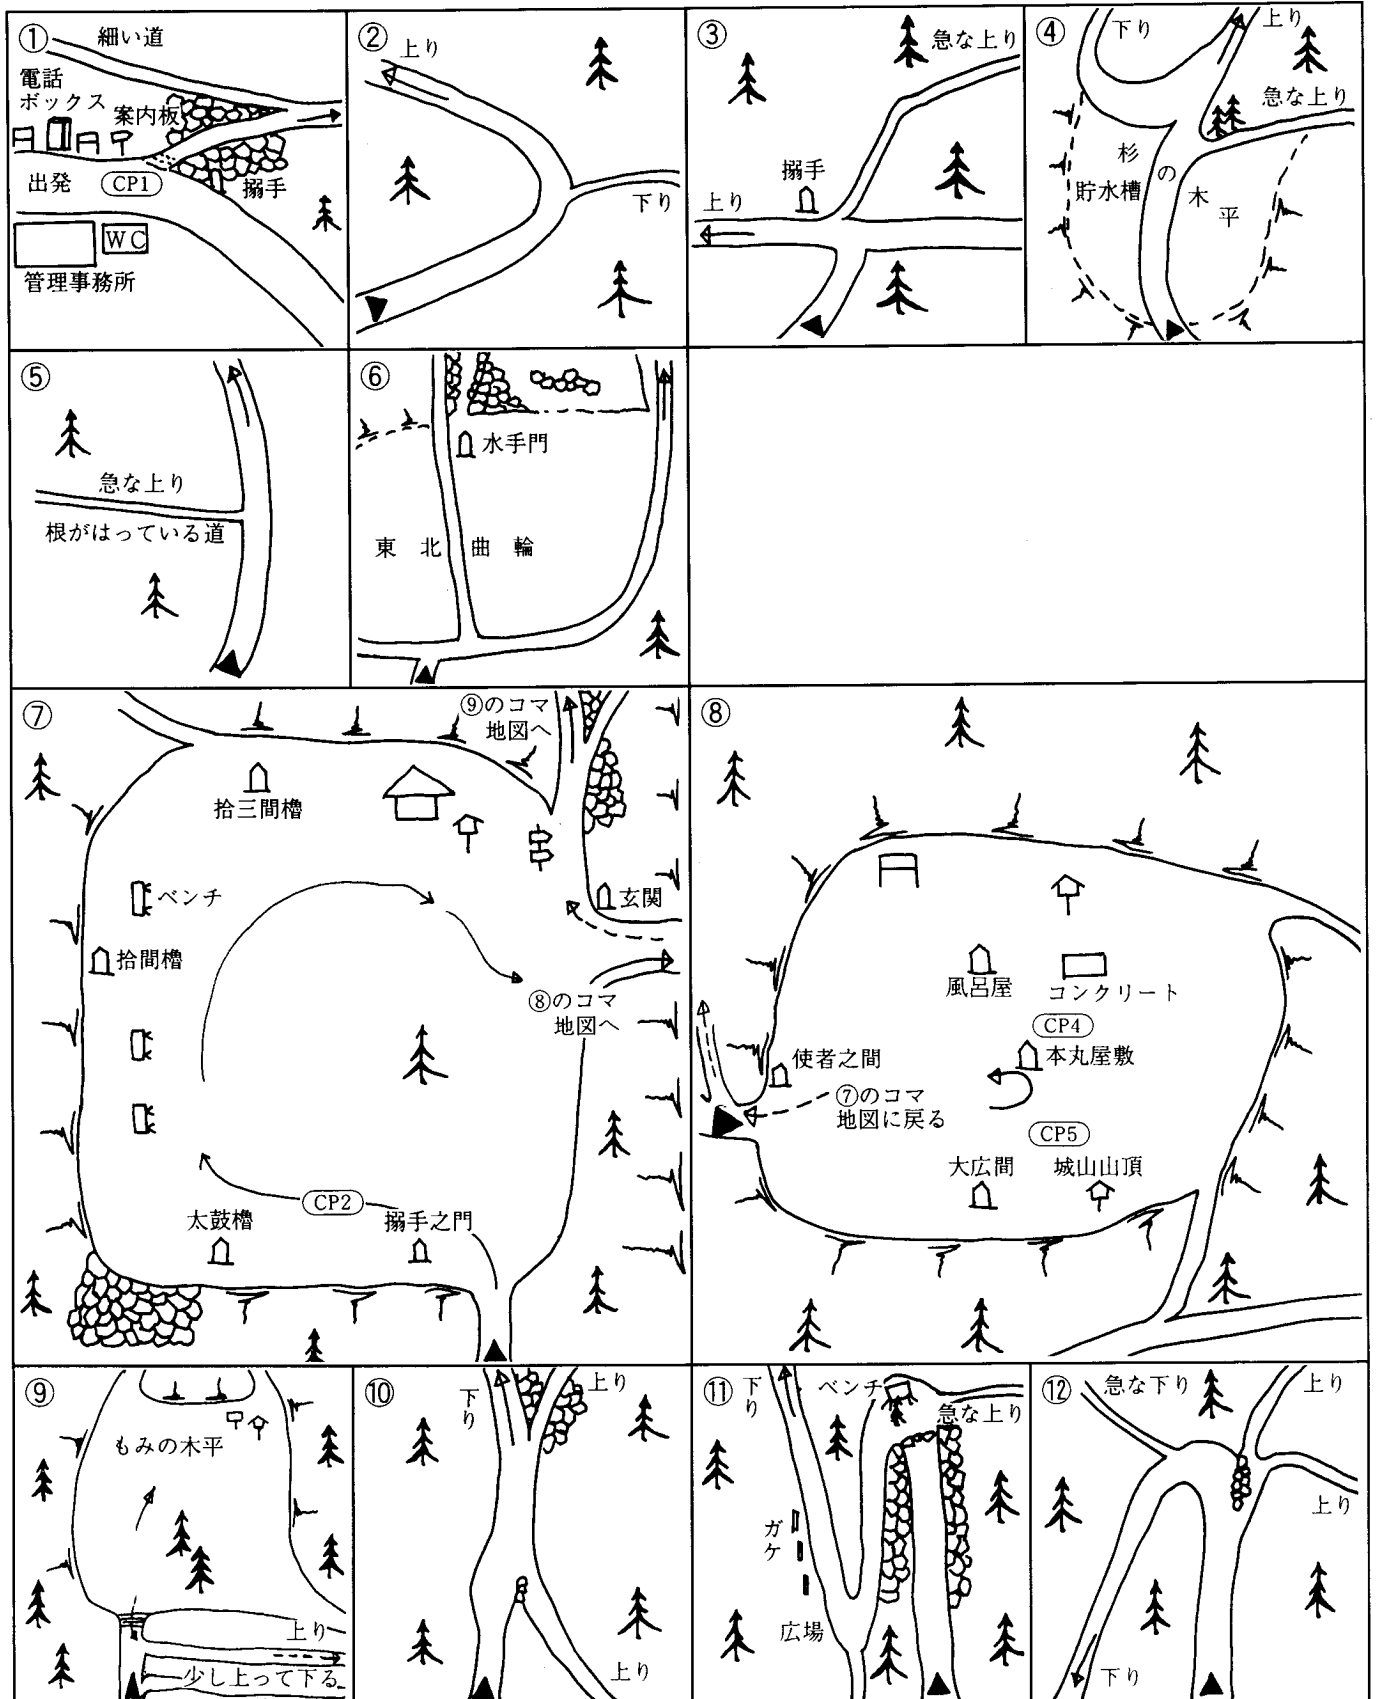 ①
細い道
電話
ボックス
案内板
出発
CP1
搦手
WC
管理事務所
②
上り
下り
③
急な上り
搦手
上り
④
下り
上り
急な上り
杉の木平
貯水槽
⑤
急な上り
根がはっている道
⑥
水手門
東北曲輪
⑦
⑨のコマ
地図へ
拾三間櫓
ベンチ
玄関
拾間櫓
⑧のコマ
地図へ
CP2
太鼓櫓
搦手之門
⑧
風呂屋
コンクリート
CP4
使者之間
本丸屋敷
⑦のコマ
地図に戻る
CP5
大広間
城山山頂
⑨
もみの木平
上り
少し上って下る
⑩
下り
上り
上り
⑪
下り
ベンチ
急な上り
ガケ
広場
⑫
急な下り
上り
上り
下り